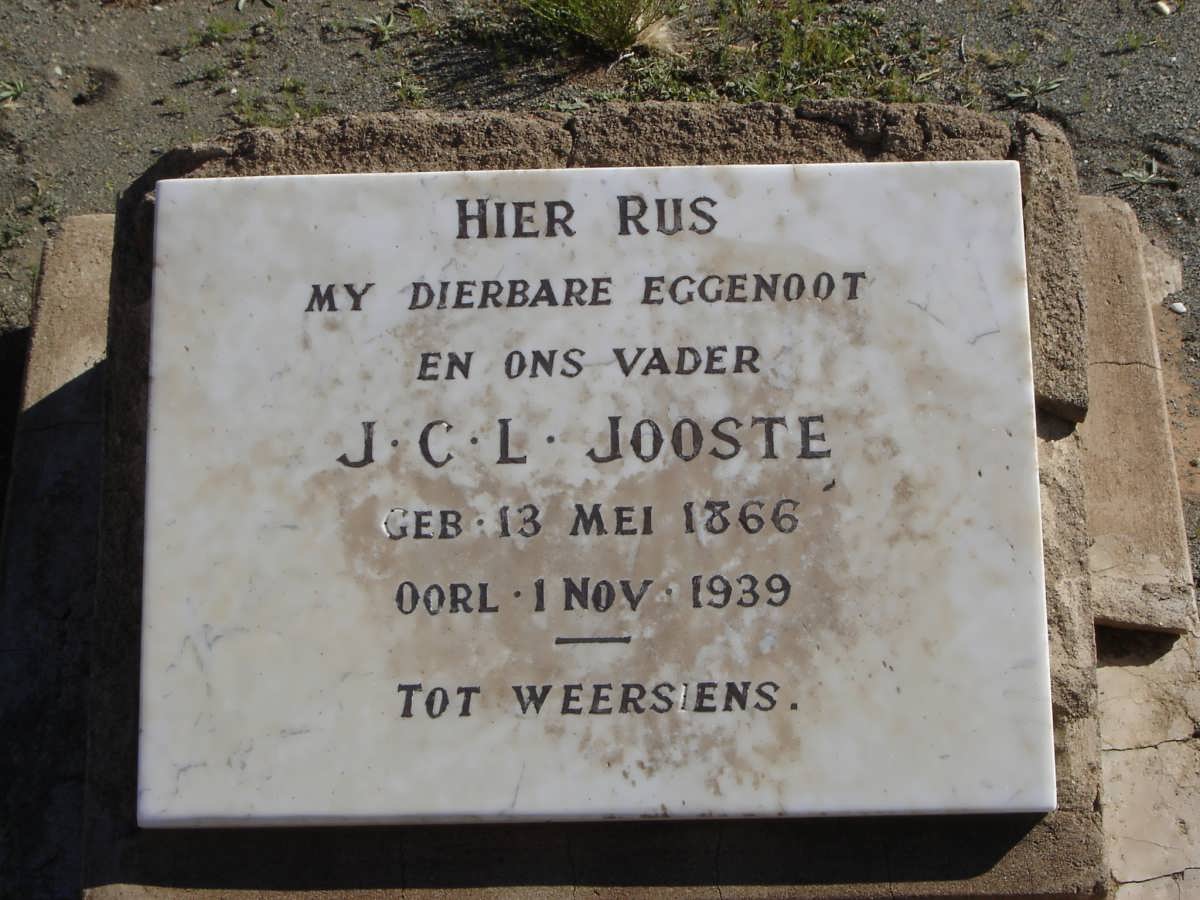 HIER RUS
MY DIERBARE EGGENOOT
EN ONS VADER
J·C·L· JOOSTE
GEB·13 MEI 1866
OORL·1 NOV·1939
TOT WEERSIENS.